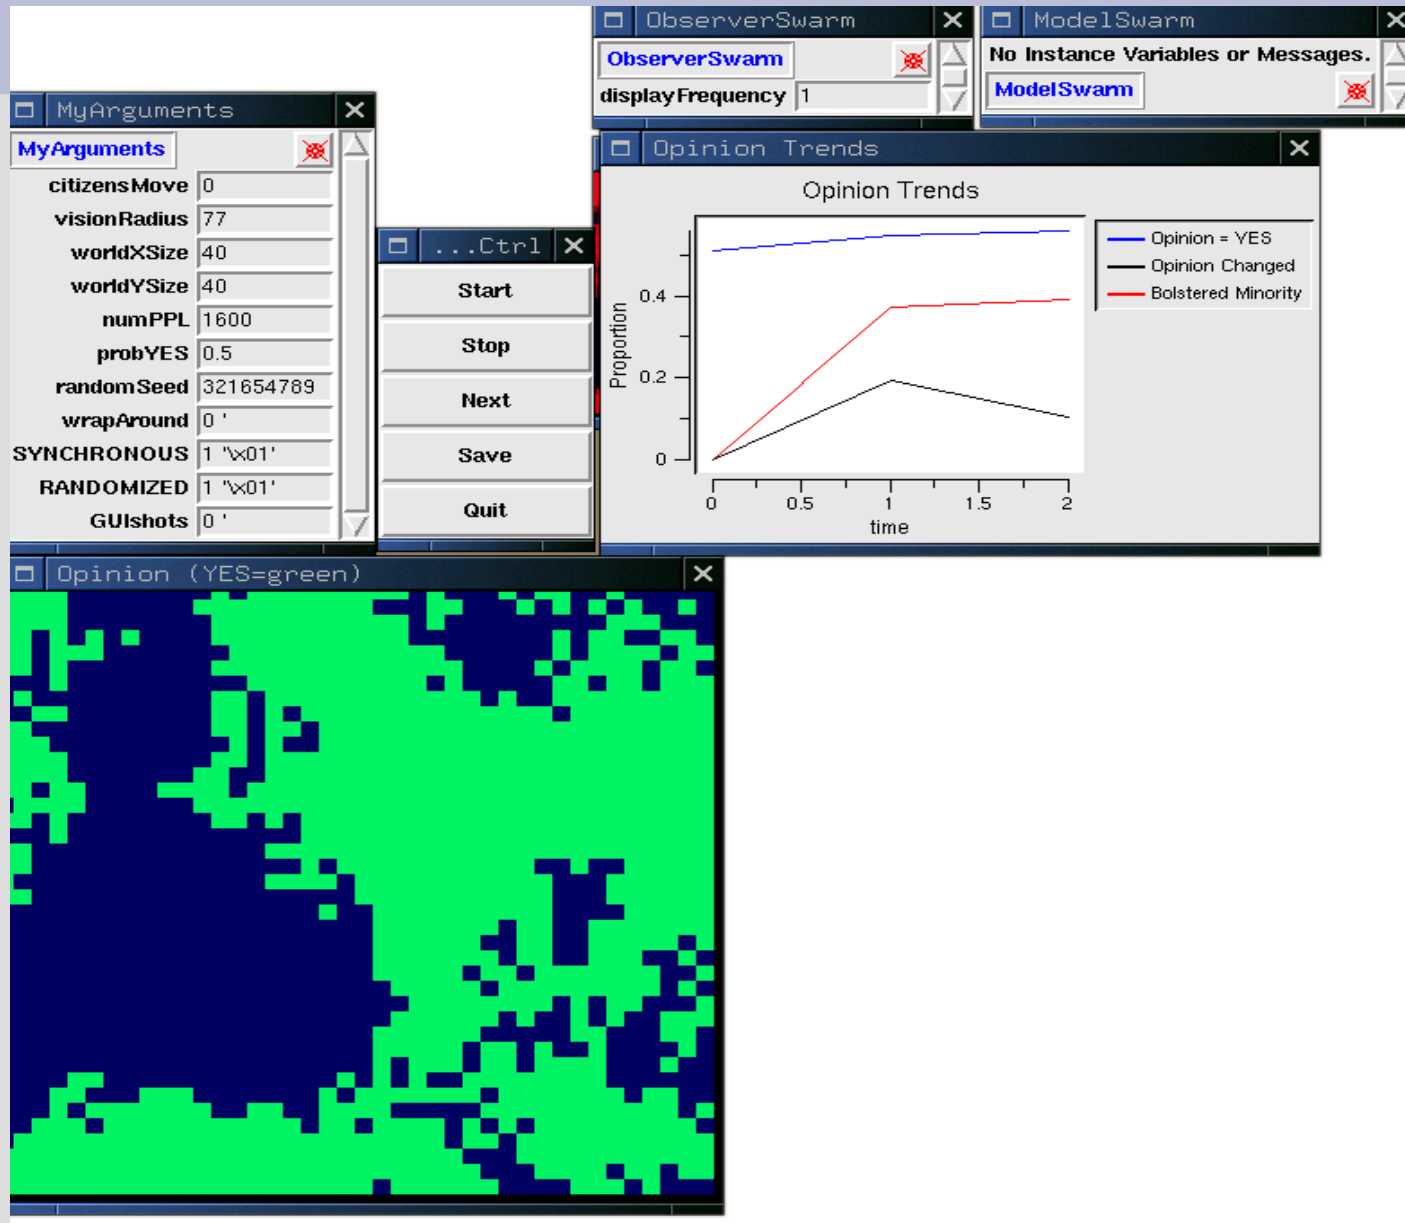 ObserverSwarm
ObserverSwarm
displayFrequency 1
ModelSwarm
No Instance Variables or Messages.
ModelSwarm
MyArguments
MyArguments
citizensMove 0
visionRadius 77
worldXSize 40
worldYSize 40
numPPL 1600
probYES 0.5
randomSeed 321654789
wrapAround 0 '
SYNCHRONOUS 1 '\x01'
RANDOMIZED 1 '\x01'
GUIshots 0 '
...Ctrl
Start
Stop
Next
Save
Quit
Opinion Trends
Opinion Trends
Opinion = YES
Opinion Changed
Bolstered Minority
Proportion
0.4
0.2
0
0 0.5 1 1.5 2
time
Opinion (YES=green)